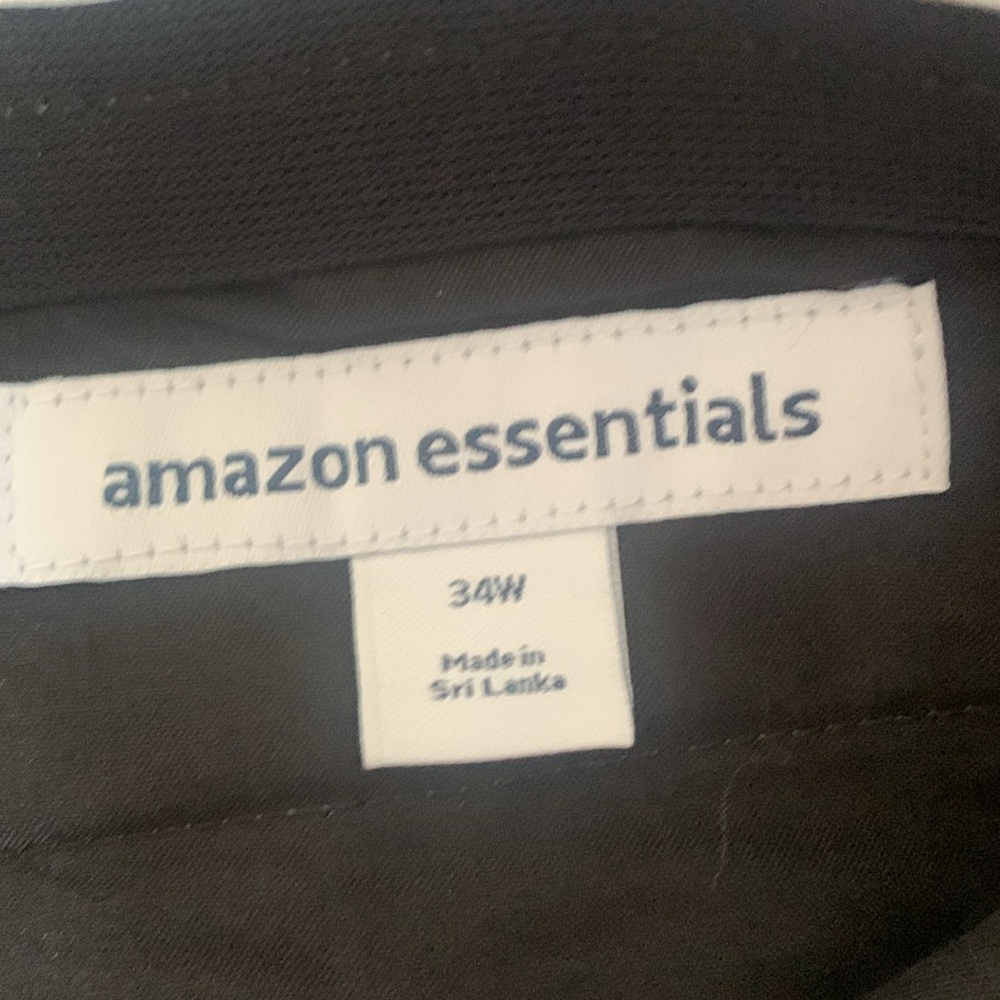 amazon essentials
34W
Made in
Sri Lanka